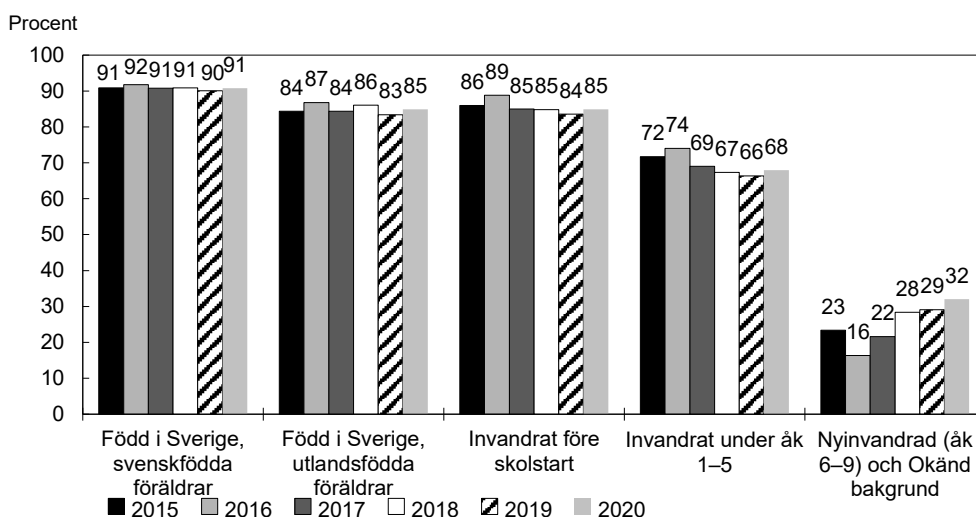 Procent
100
90
80
70
60
50
40
30
20
10
0
91 92 91 91 90 91
84 87 84 86 83 85
86 89 85 85 84 85
72 74 69 67 66 68
23 16 22 28 29 32
Född i Sverige,
svenskfödda
föräldrar
Född i Sverige,
utlandsfödda
föräldrar
Invandrat före
skolstart
Invandrat under åk
1–5
Nyinvandrad (åk
6–9) och Okänd
bakgrund
2015 2016 2017 2018 2019 2020